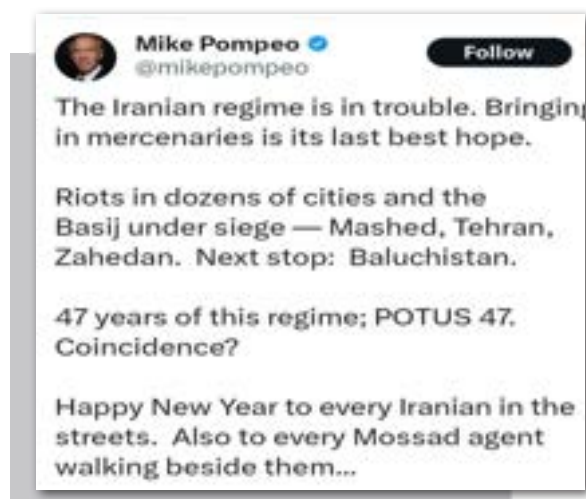 Mike Pompeo
@mikepompeo
Follow
The Iranian regime is in trouble. Bringing
in mercenaries is its last best hope.
Riots in dozens of cities and the
Basij under siege — Mashed, Tehran,
Zahedan. Next stop: Baluchistan.
47 years of this regime; POTUS 47.
Coincidence?
Happy New Year to every Iranian in the
streets. Also to every Mossad agent
walking beside them...